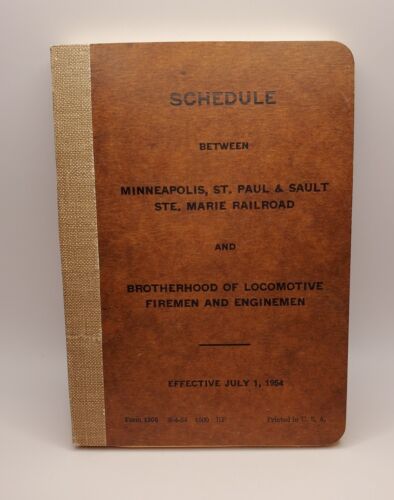 SCHEDULE
BETWEEN
MINNEAPOLIS, ST. PAUL & SAULT
STE. MARIE RAILROAD
AND
BROTHERHOOD OF LOCOMOTIVE
FIREMEN AND ENGINEMEN
EFFECTIVE JULY 1, 1954
Form Printed in U. S. A.